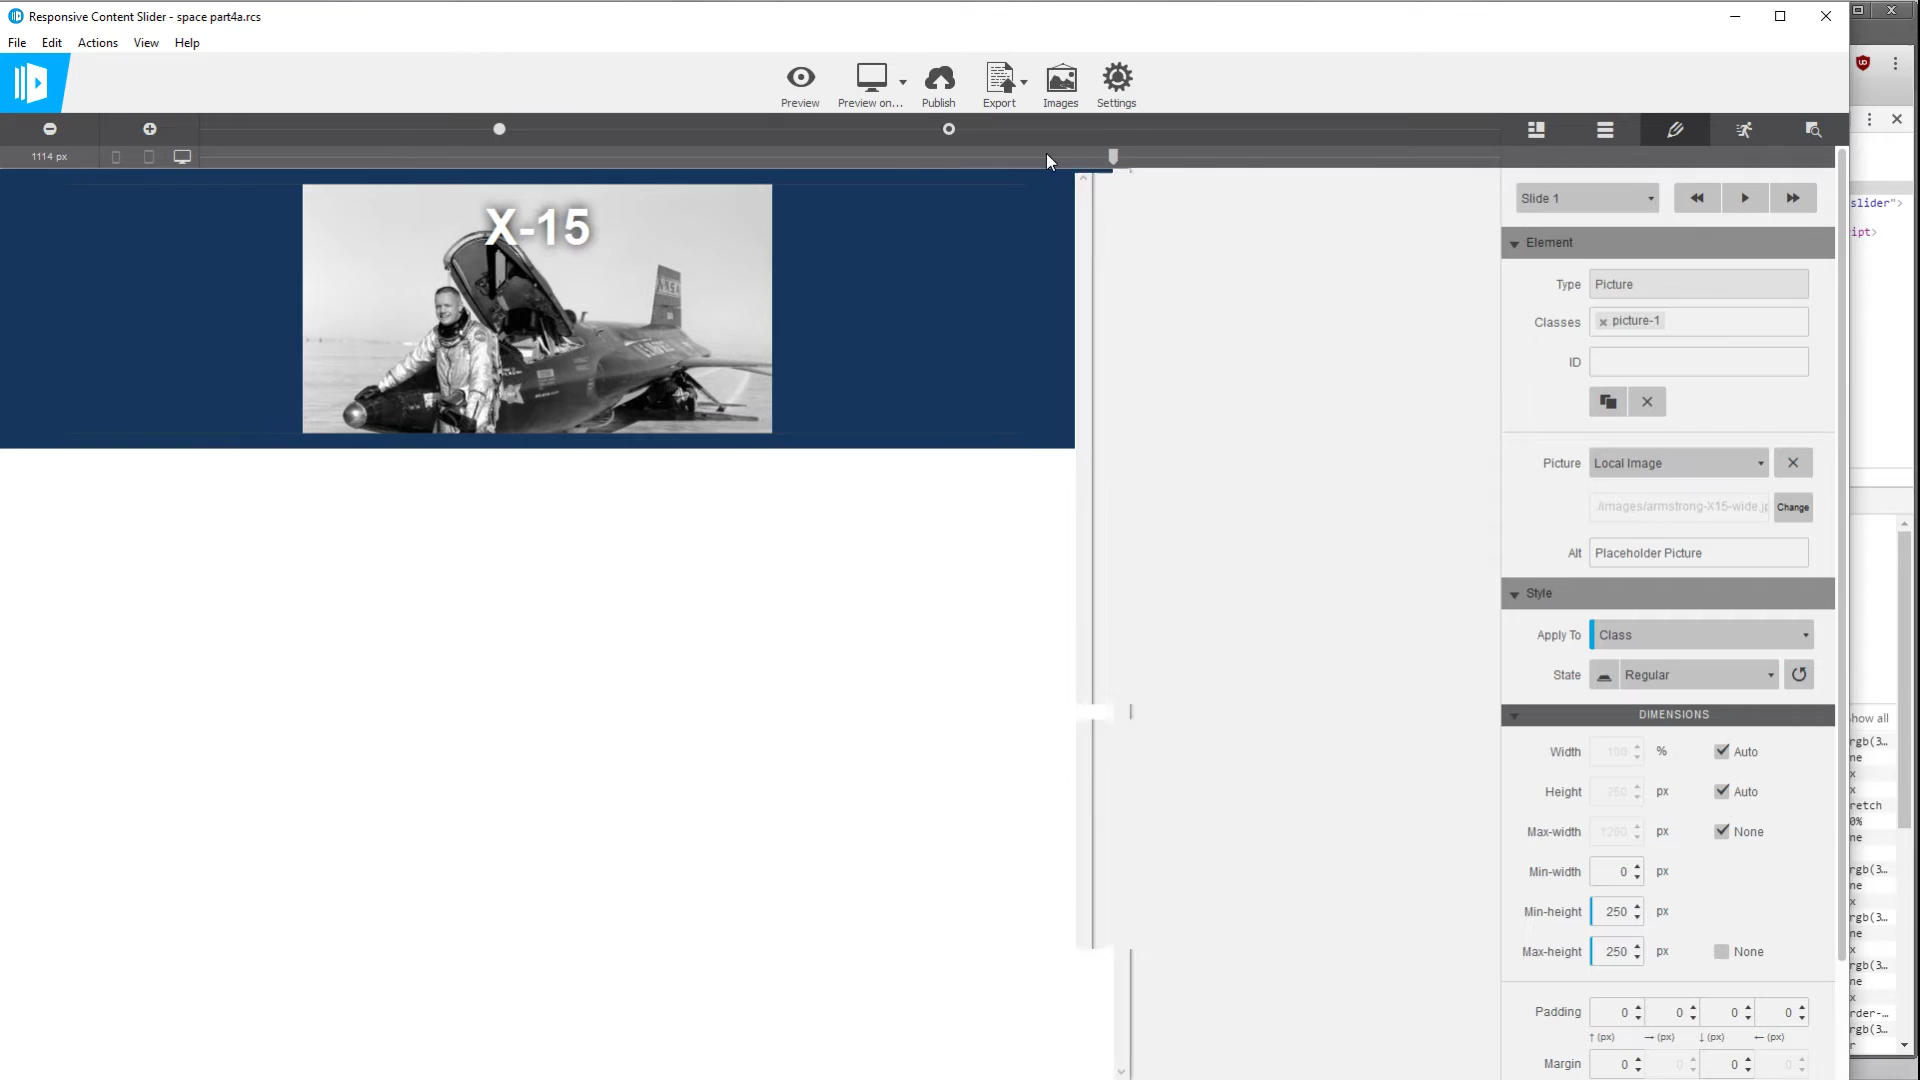 Responsive Content Slider - space part4a.rcs
File Edit Actions View Help
Preview Preview on... Publish Export Images Settings
1114 px
X-15
NASA
Slide 1
Element
Type Picture
Classes picture-1
ID
Picture Local Image
./images/armstrong-X15-wide.jp Change
Alt Placeholder Picture
Style
Apply To Class
State Regular
DIMENSIONS
Width 100 % Auto
Height 250 px Auto
Max-width px None
Min-width 0 px
Min-height 250 px
Max-height 250 px None
Padding 0 0 0 0
↑ (px) → (px) ↓ (px) ← (px)
Margin 0 0 0 0
slider">
ipt>
how all
rgb(3…
ne
x
x
retch
0%
ne
rgb(3…
ne
x
rgb(3…
ne
x
rgb(3…
ne
x
rder-…
rgb(3…
r